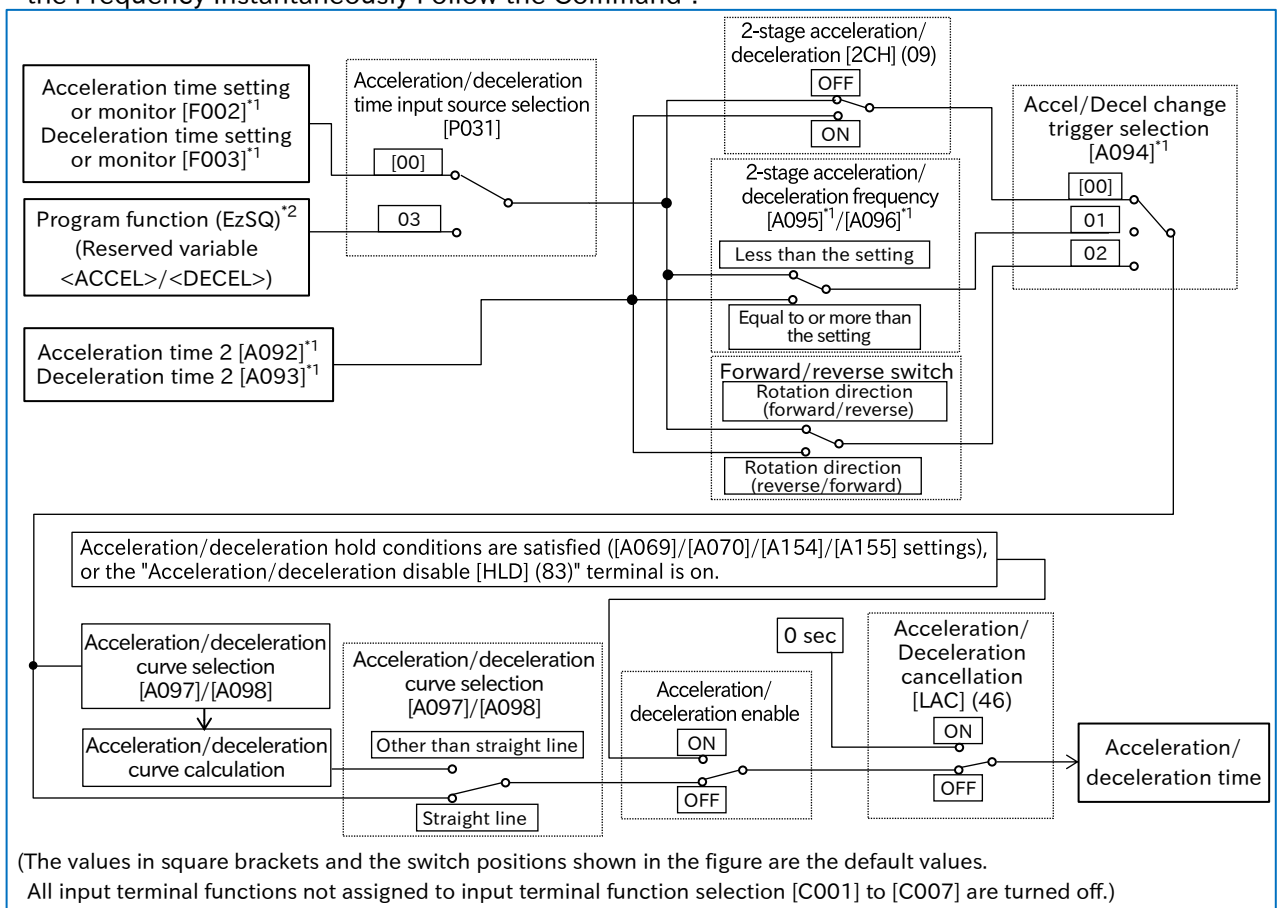 the Frequency Instantaneously Follow the Command".
Acceleration time setting
or monitor [F002]*1
Deceleration time setting
or monitor [F003]*1
Program function (EzSQ)*2
(Reserved variable
<ACCEL>/<DECEL>)
Acceleration time 2 [A092]*1
Deceleration time 2 [A093]*1
Acceleration/deceleration
time input source selection
[P031]
[00]
03
2-stage acceleration/
deceleration [2CH] (09)
OFF
ON
2-stage acceleration/
deceleration frequency
[A095]*1/[A096]*1
Less than the setting
Equal to or more than
the setting
Forward/reverse switch
Rotation direction
(forward/reverse)
Rotation direction
(reverse/forward)
Accel/Decel change
trigger selection
[A094]*1
[00]
01
02
Acceleration/deceleration hold conditions are satisfied ([A069]/[A070]/[A154]/[A155] settings),
or the "Acceleration/deceleration disable [HLD] (83)" terminal is on.
Acceleration/deceleration
curve selection
[A097]/[A098]
Acceleration/deceleration
curve calculation
Acceleration/deceleration
curve selection
[A097]/[A098]
Other than straight line
Straight line
Acceleration/
deceleration enable
ON
OFF
0 sec
Acceleration/
Deceleration
cancellation
[LAC] (46)
ON
OFF
Acceleration/
deceleration time
(The values in square brackets and the switch positions shown in the figure are the default values.
All input terminal functions not assigned to input terminal function selection [C001] to [C007] are turned off.)